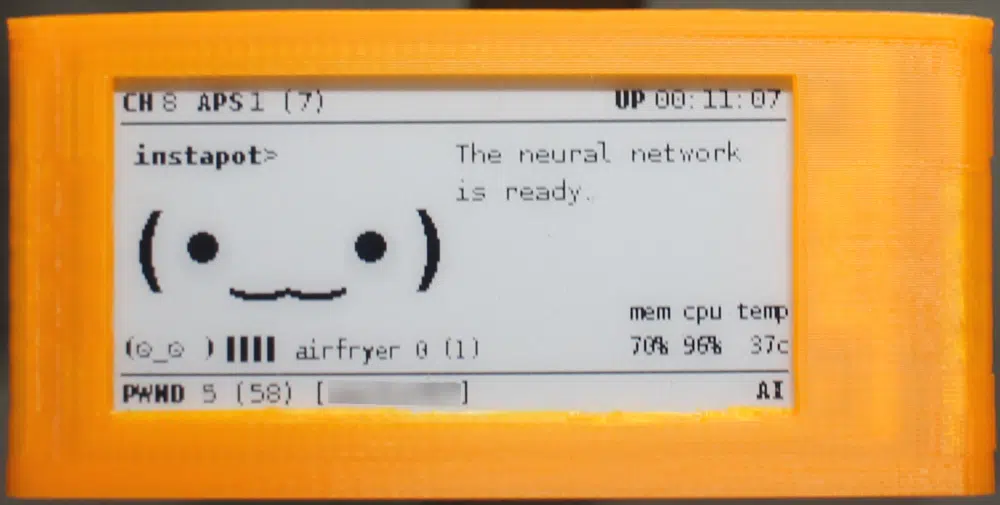 CH 8 APS 1 (7) UP 00:11:07
instapot>
The neural network
is ready.
(● ‿‿ ●)
mem cpu temp
70% 96% 37c
(☉_☉ ) ▌▌▌▌ airfryer 0 (1)
PWND 5 (58) [ ] AI